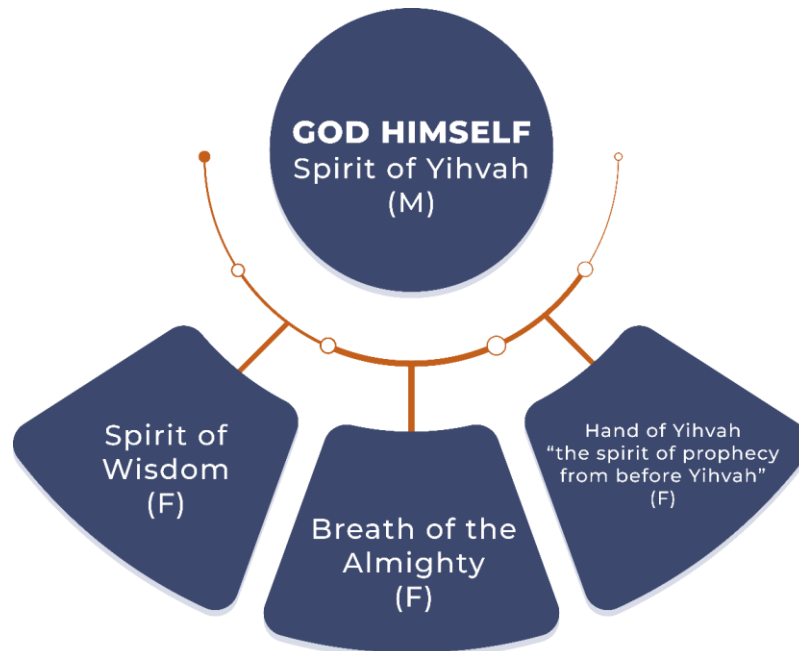 GOD HIMSELF
Spirit of Yihvah
(M)
Spirit of
Wisdom
(F)
Breath of the
Almighty
(F)
Hand of Yihvah
“the spirit of prophecy
from before Yihvah”
(F)